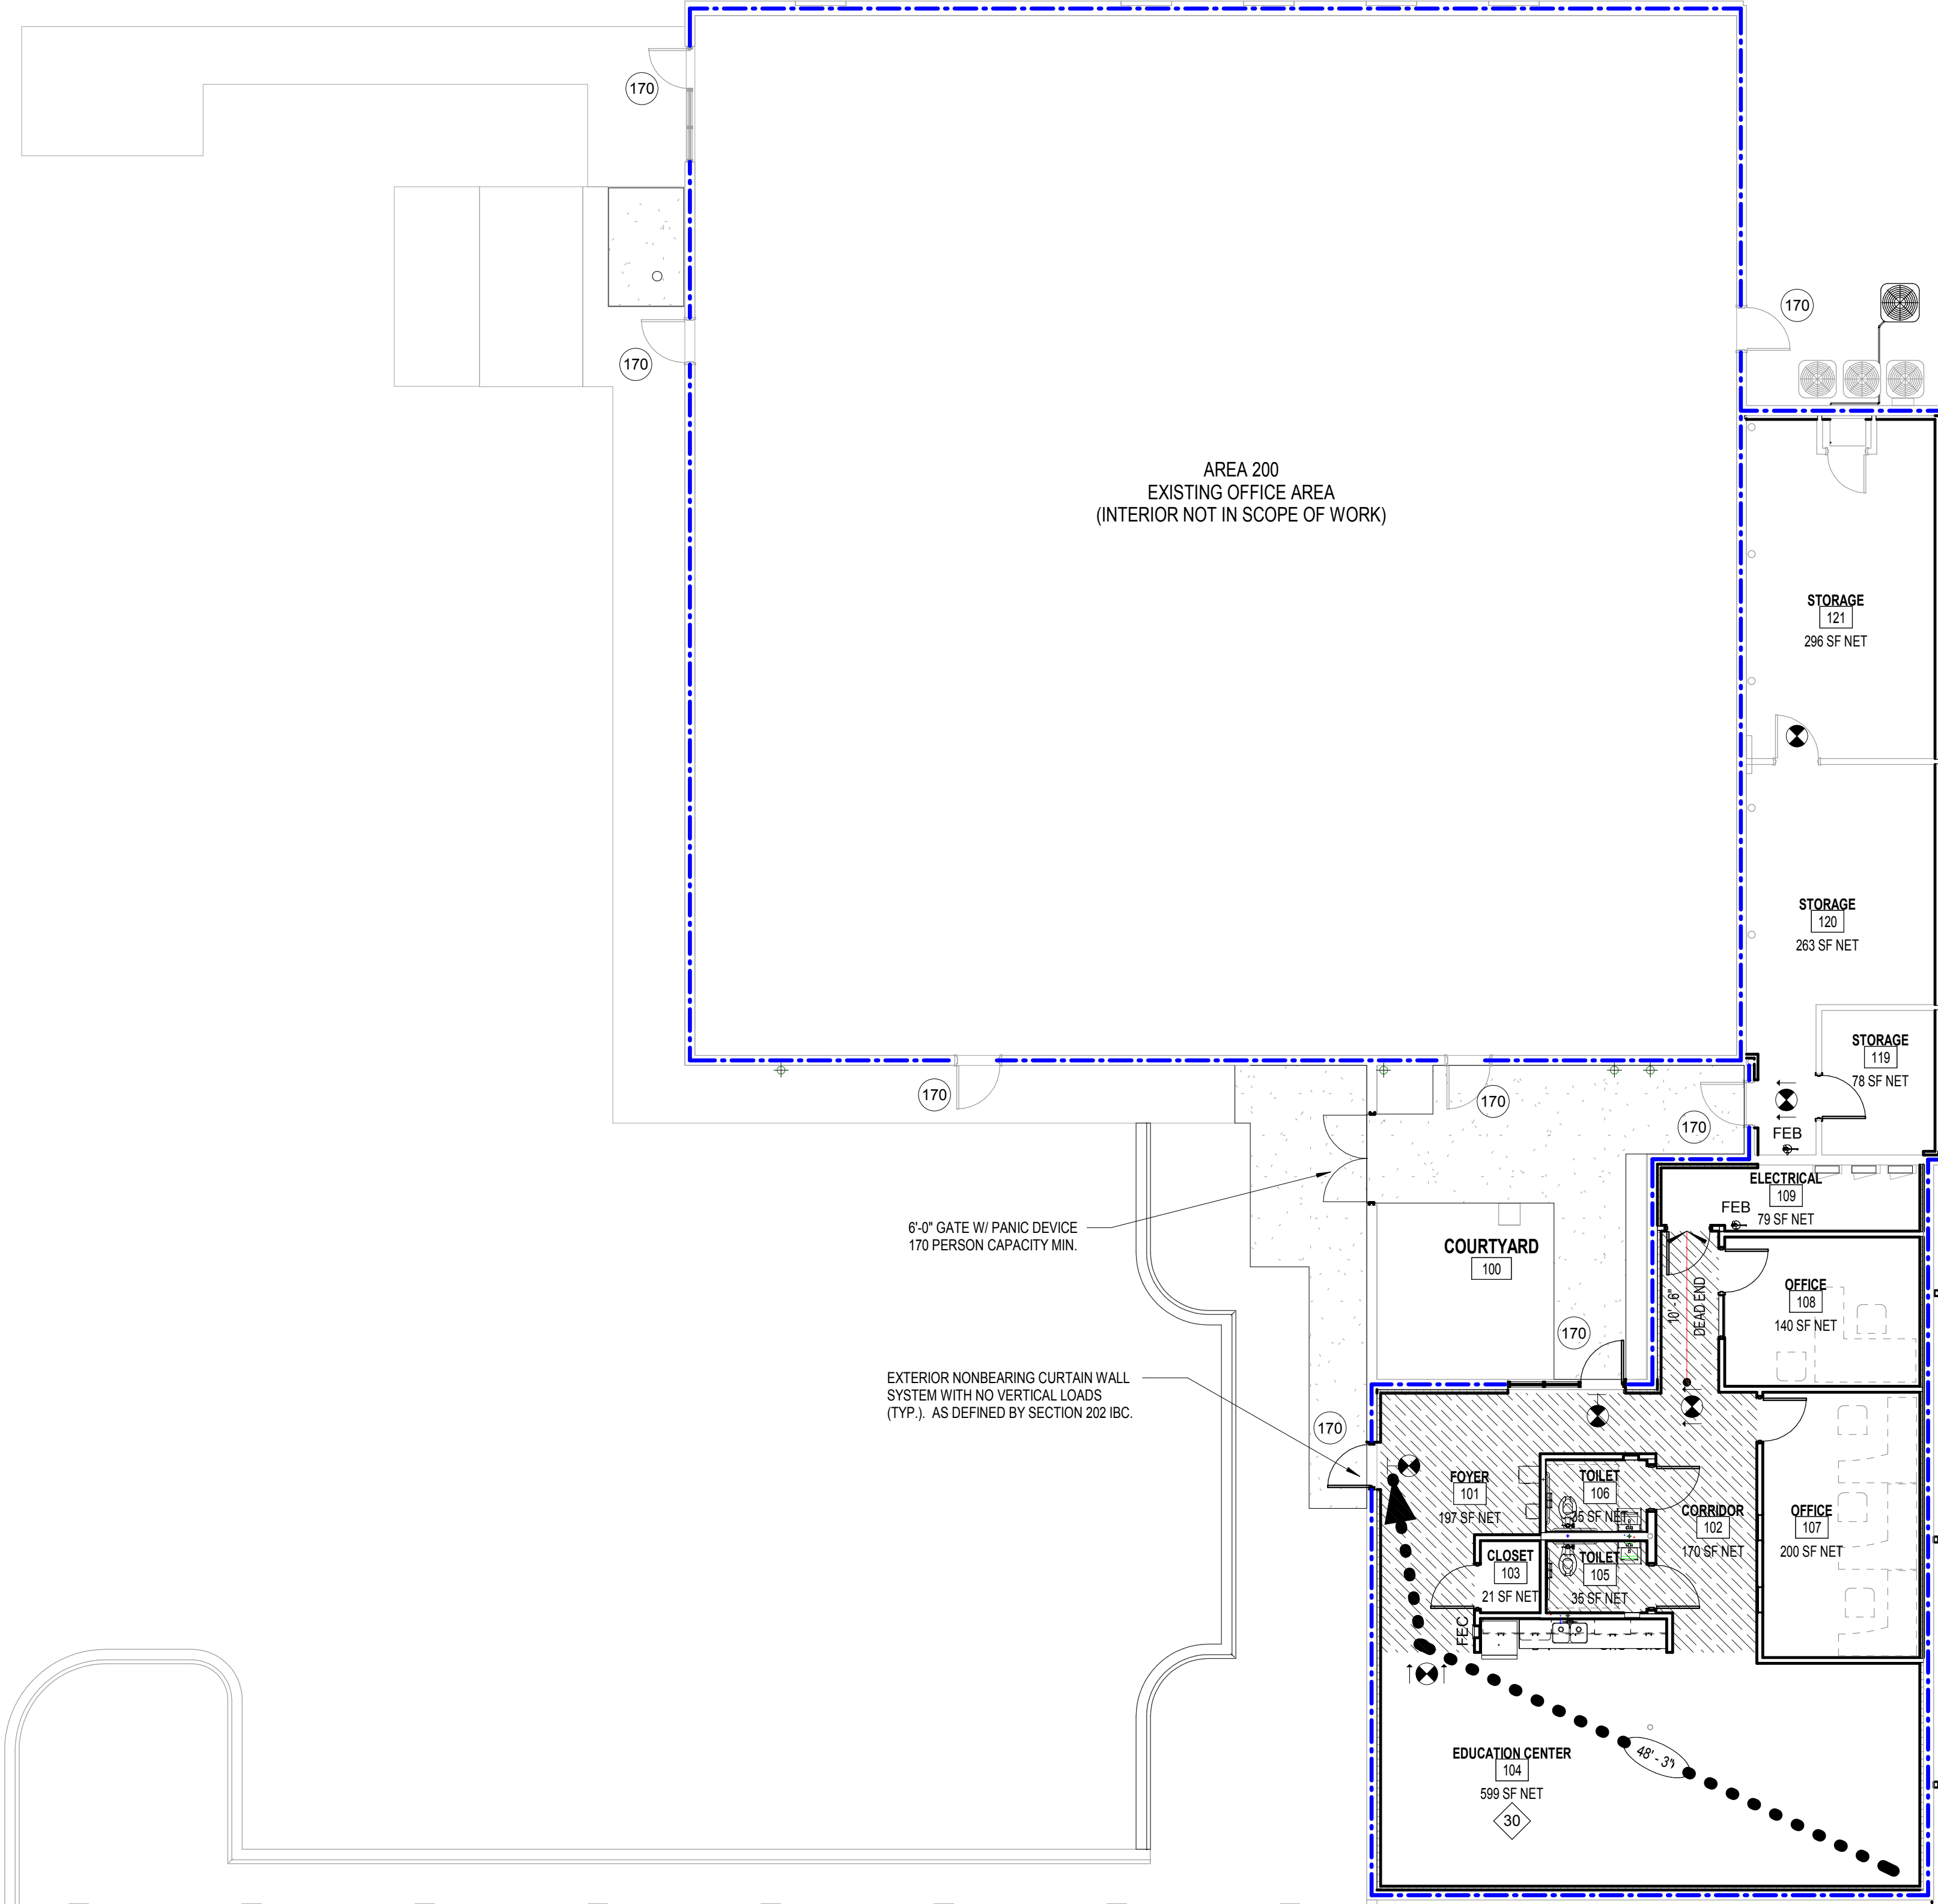 170
170
170
AREA 200
EXISTING OFFICE AREA
(INTERIOR NOT IN SCOPE OF WORK)
STORAGE
121
296 SF NET
STORAGE
120
263 SF NET
STORAGE
119
78 SF NET
170
170
170
FEB
ELECTRICAL
109
79 SF NET
FEB
6'-0" GATE W/ PANIC DEVICE
170 PERSON CAPACITY MIN.
COURTYARD
100
10' - 6"
DEAD END
OFFICE
108
140 SF NET
170
EXTERIOR NONBEARING CURTAIN WALL
SYSTEM WITH NO VERTICAL LOADS
(TYP.). AS DEFINED BY SECTION 202 IBC.
170
FOYER
101
197 SF NET
TOILET
106
35 SF NET
CORRIDOR
102
170 SF NET
OFFICE
107
200 SF NET
CLOSET
103
21 SF NET
TOILET
105
35 SF NET
FEC
EDUCATION CENTER
104
599 SF NET
30
48' - 3"